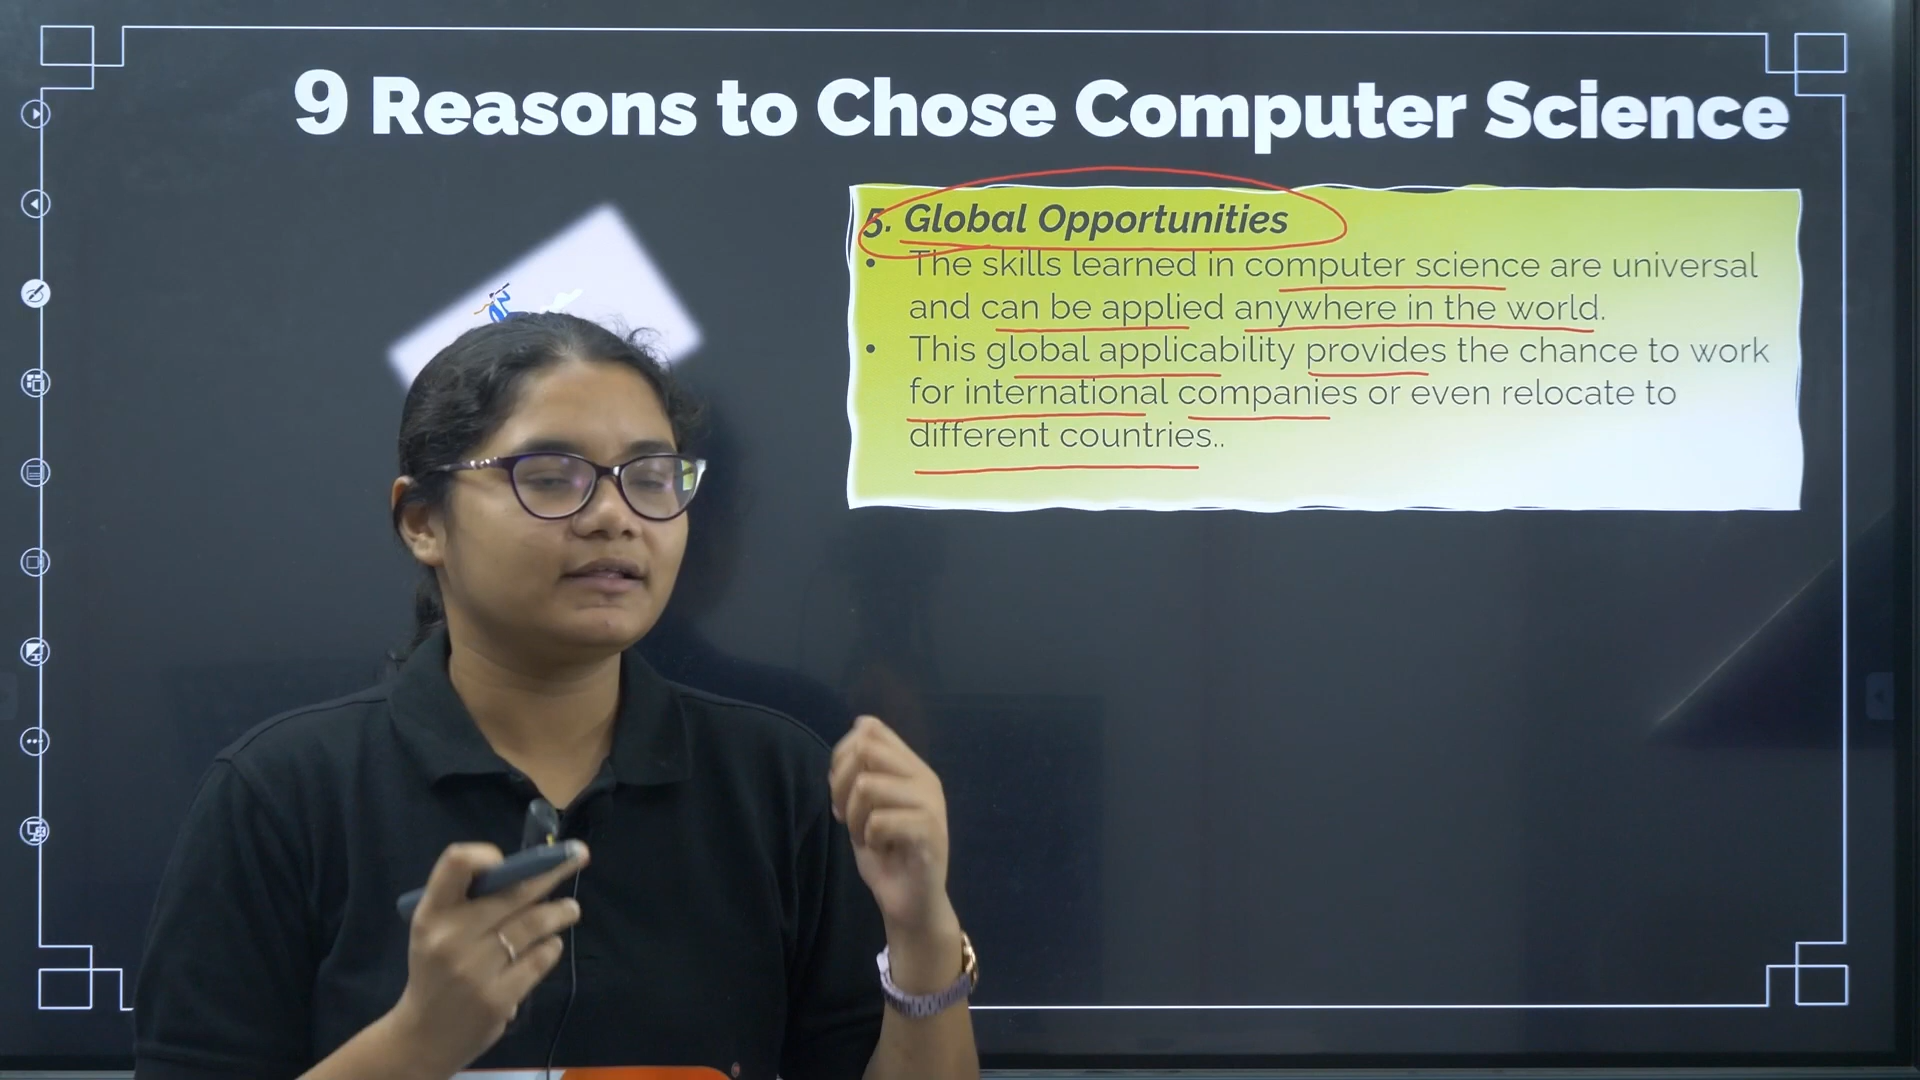 9 Reasons to Chose Computer Science
5. Global Opportunities
• The skills learned in computer science are universal
and can be applied anywhere in the world.
• This global applicability provides the chance to work
for international companies or even relocate to
different countries..